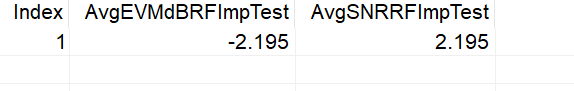 Index AvgEVMdBRFImpTest AvgSNRRFImpTest
1 -2.195 2.195